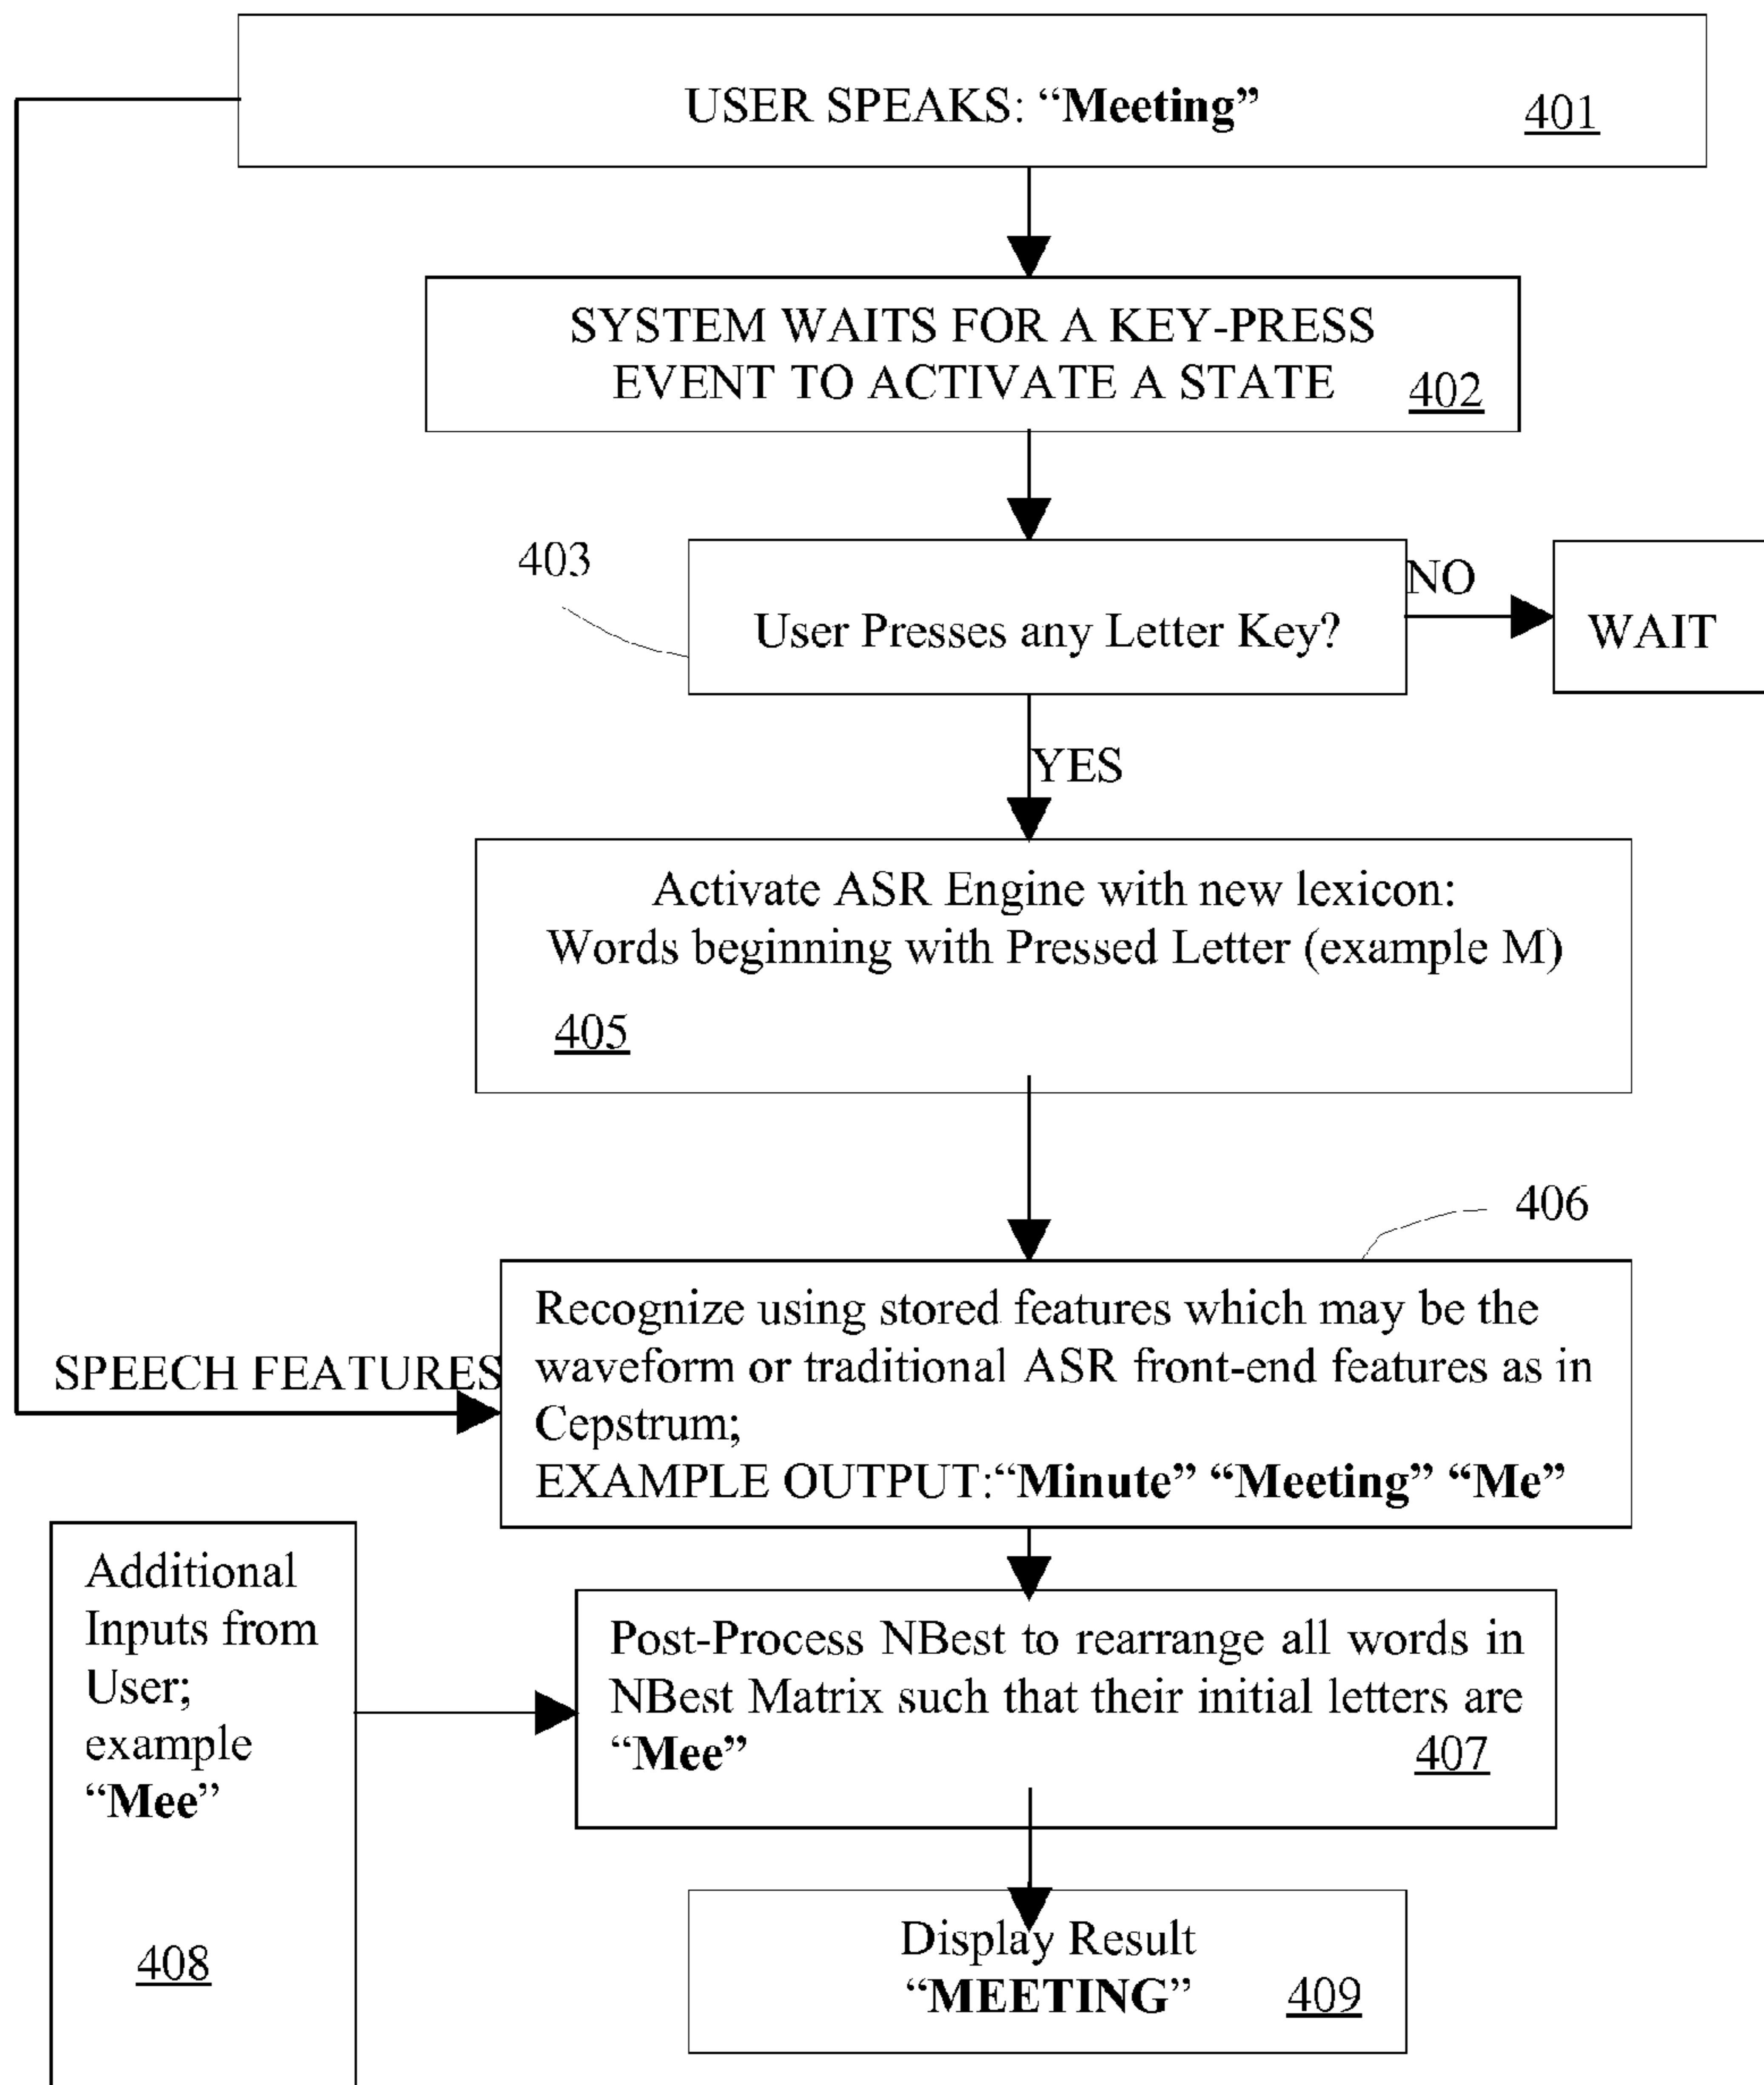 USER SPEAKS: “Meeting”
401
SYSTEM WAITS FOR A KEY-PRESS
EVENT TO ACTIVATE A STATE
402
403
User Presses any Letter Key?
NO
WAIT
YES
Activate ASR Engine with new lexicon:
Words beginning with Pressed Letter (example M)
405
406
SPEECH FEATURES
Recognize using stored features which may be the
waveform or traditional ASR front-end features as in
Cepstrum;
EXAMPLE OUTPUT:“Minute” “Meeting” “Me”
Additional
Inputs from
User;
example
“Mee”
408
Post-Process NBest to rearrange all words in
NBest Matrix such that their initial letters are
“Mee”
407
Display Result
“MEETING”
409